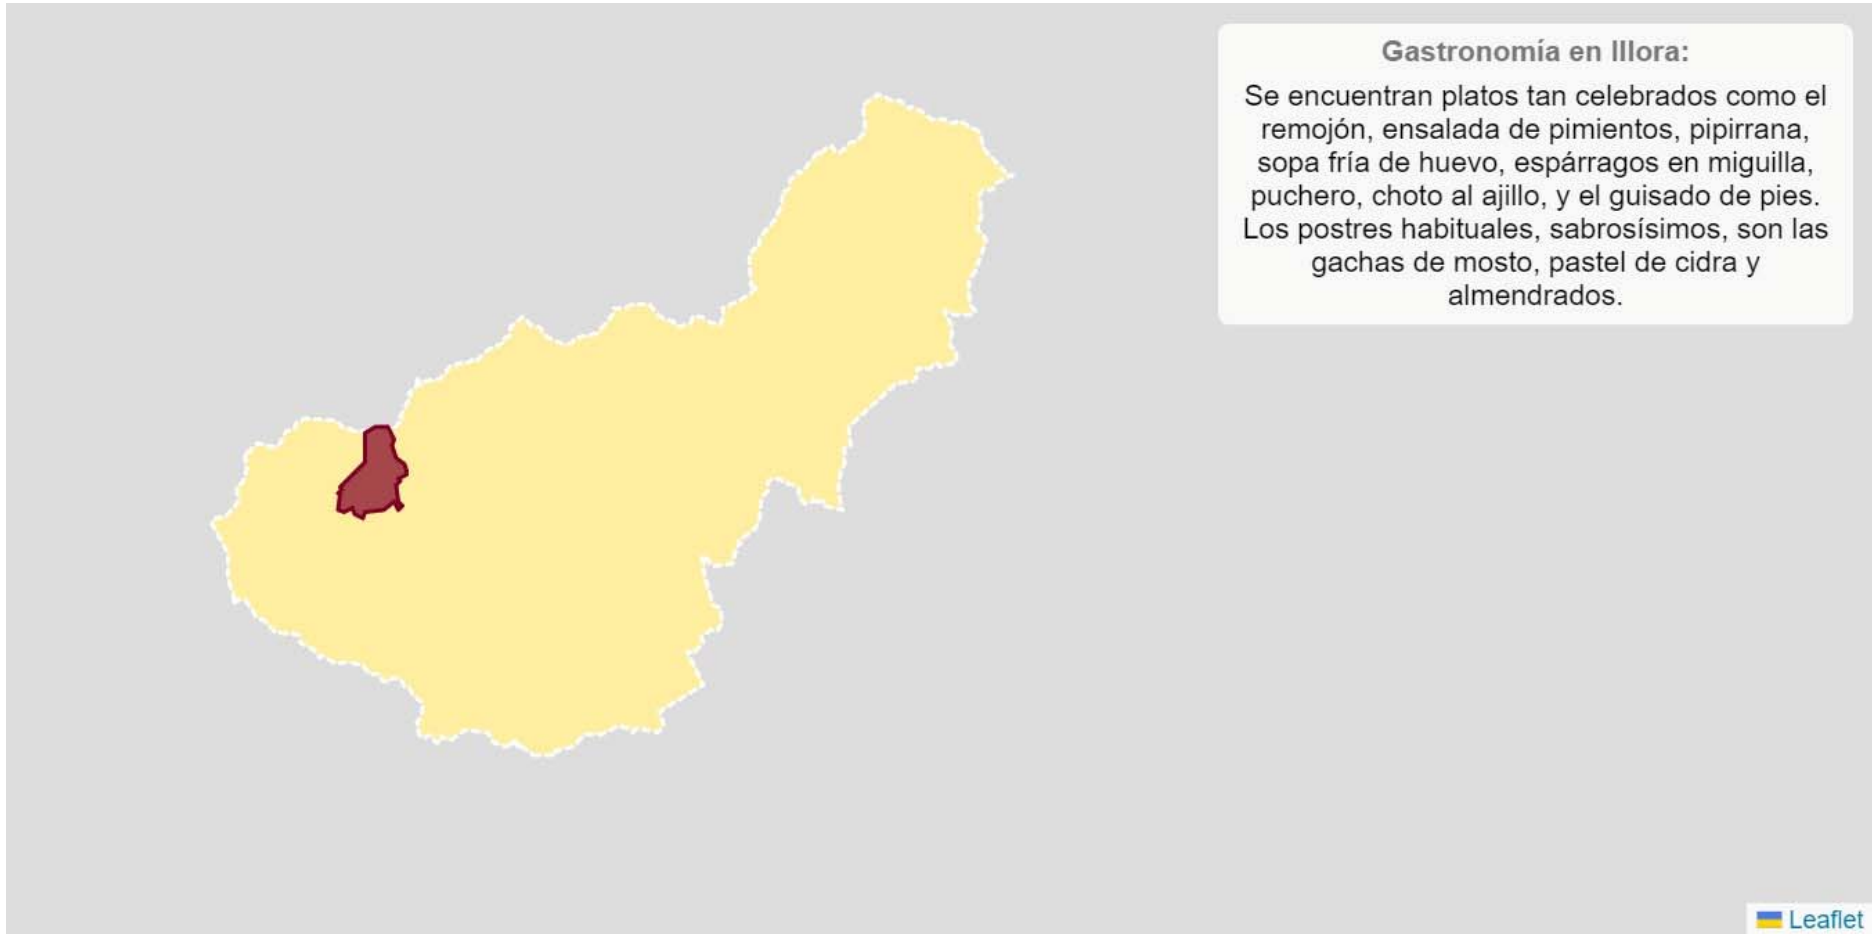 Gastronomía en Illora:
Se encuentran platos tan celebrados como el
remojón, ensalada de pimientos, pipirrana,
sopa fría de huevo, espárragos en miguilla,
puchero, choto al ajillo, y el guisado de pies.
Los postres habituales, sabrosísimos, son las
gachas de mosto, pastel de cidra y
almendrados.
Leaflet